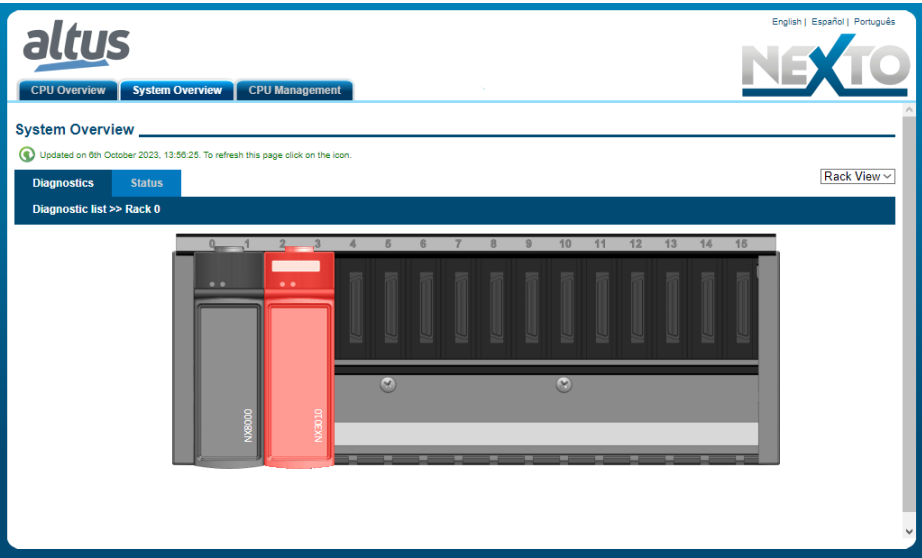 English | Español | Português
altus
NEXTO
CPU Overview System Overview CPU Management
System Overview
Updated on 6th October 2023, 13:56:25. To refresh this page click on the icon.
Diagnostics Status
Rack View
Diagnostic list >> Rack 0
0 1 2 3 4 5 6 7 8 9 10 11 12 13 14 15
NX8000
NX3010